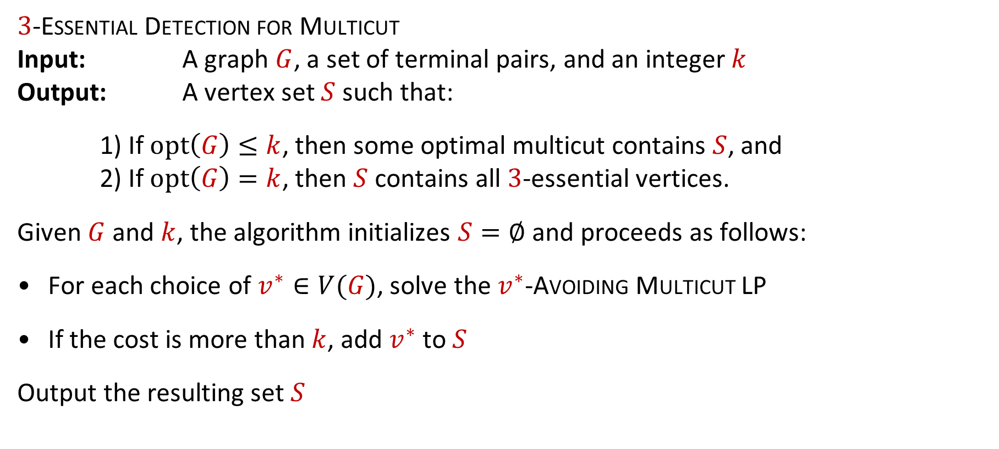 3-Essential Detection for Multicut
Input: A graph G, a set of terminal pairs, and an integer k
Output: A vertex set S such that:
1) If opt(G) ≤ k, then some optimal multicut contains S, and
2) If opt(G) = k, then S contains all 3-essential vertices.
Given G and k, the algorithm initializes S = ∅ and proceeds as follows:
• For each choice of v* ∈ V(G), solve the v*-Avoiding Multicut LP
• If the cost is more than k, add v* to S
Output the resulting set S